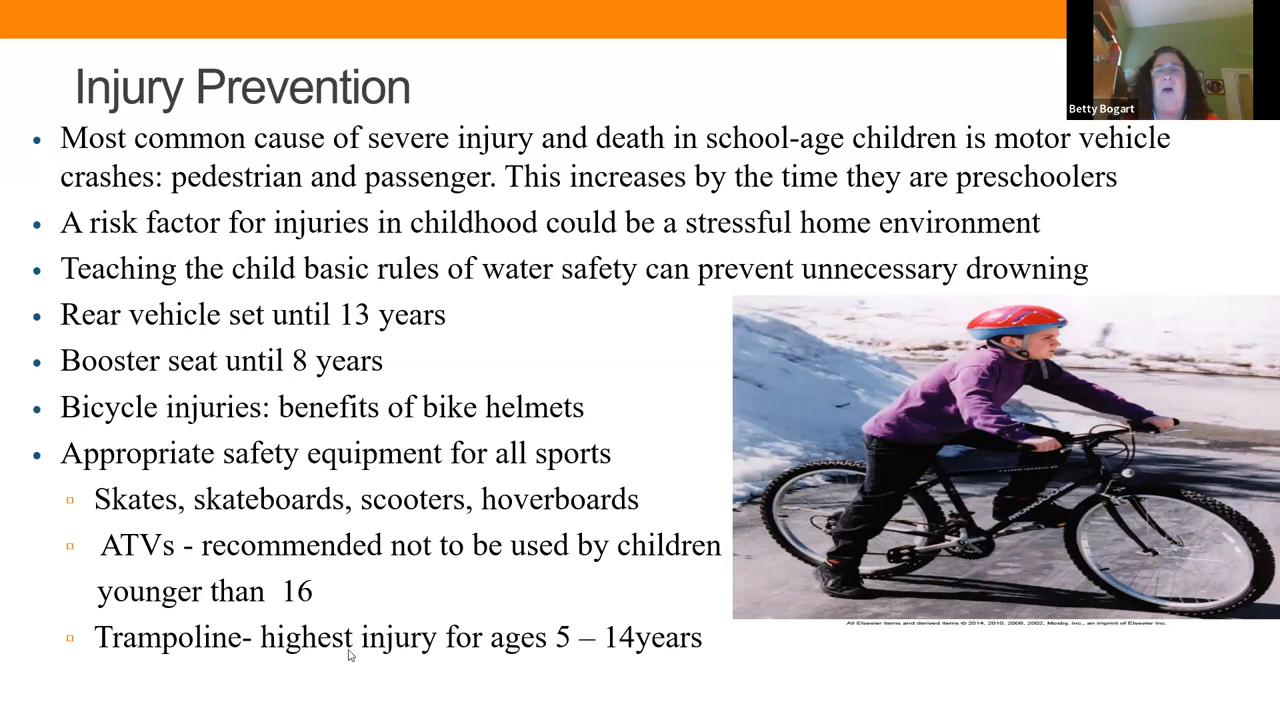 Injury Prevention
Betty Bogart
• Most common cause of severe injury and death in school-age children is motor vehicle
crashes: pedestrian and passenger. This increases by the time they are preschoolers
• A risk factor for injuries in childhood could be a stressful home environment
• Teaching the child basic rules of water safety can prevent unnecessary drowning
• Rear vehicle set until 13 years
• Booster seat until 8 years
• Bicycle injuries: benefits of bike helmets
• Appropriate safety equipment for all sports
▫ Skates, skateboards, scooters, hoverboards
▫ ATVs - recommended not to be used by children
younger than 16
▫ Trampoline- highest injury for ages 5 – 14years
MONGOOSE
All Elsevier items and derived items © 2014, 2010, 2006, 2002, Mosby, Inc., an imprint of Elsevier Inc.